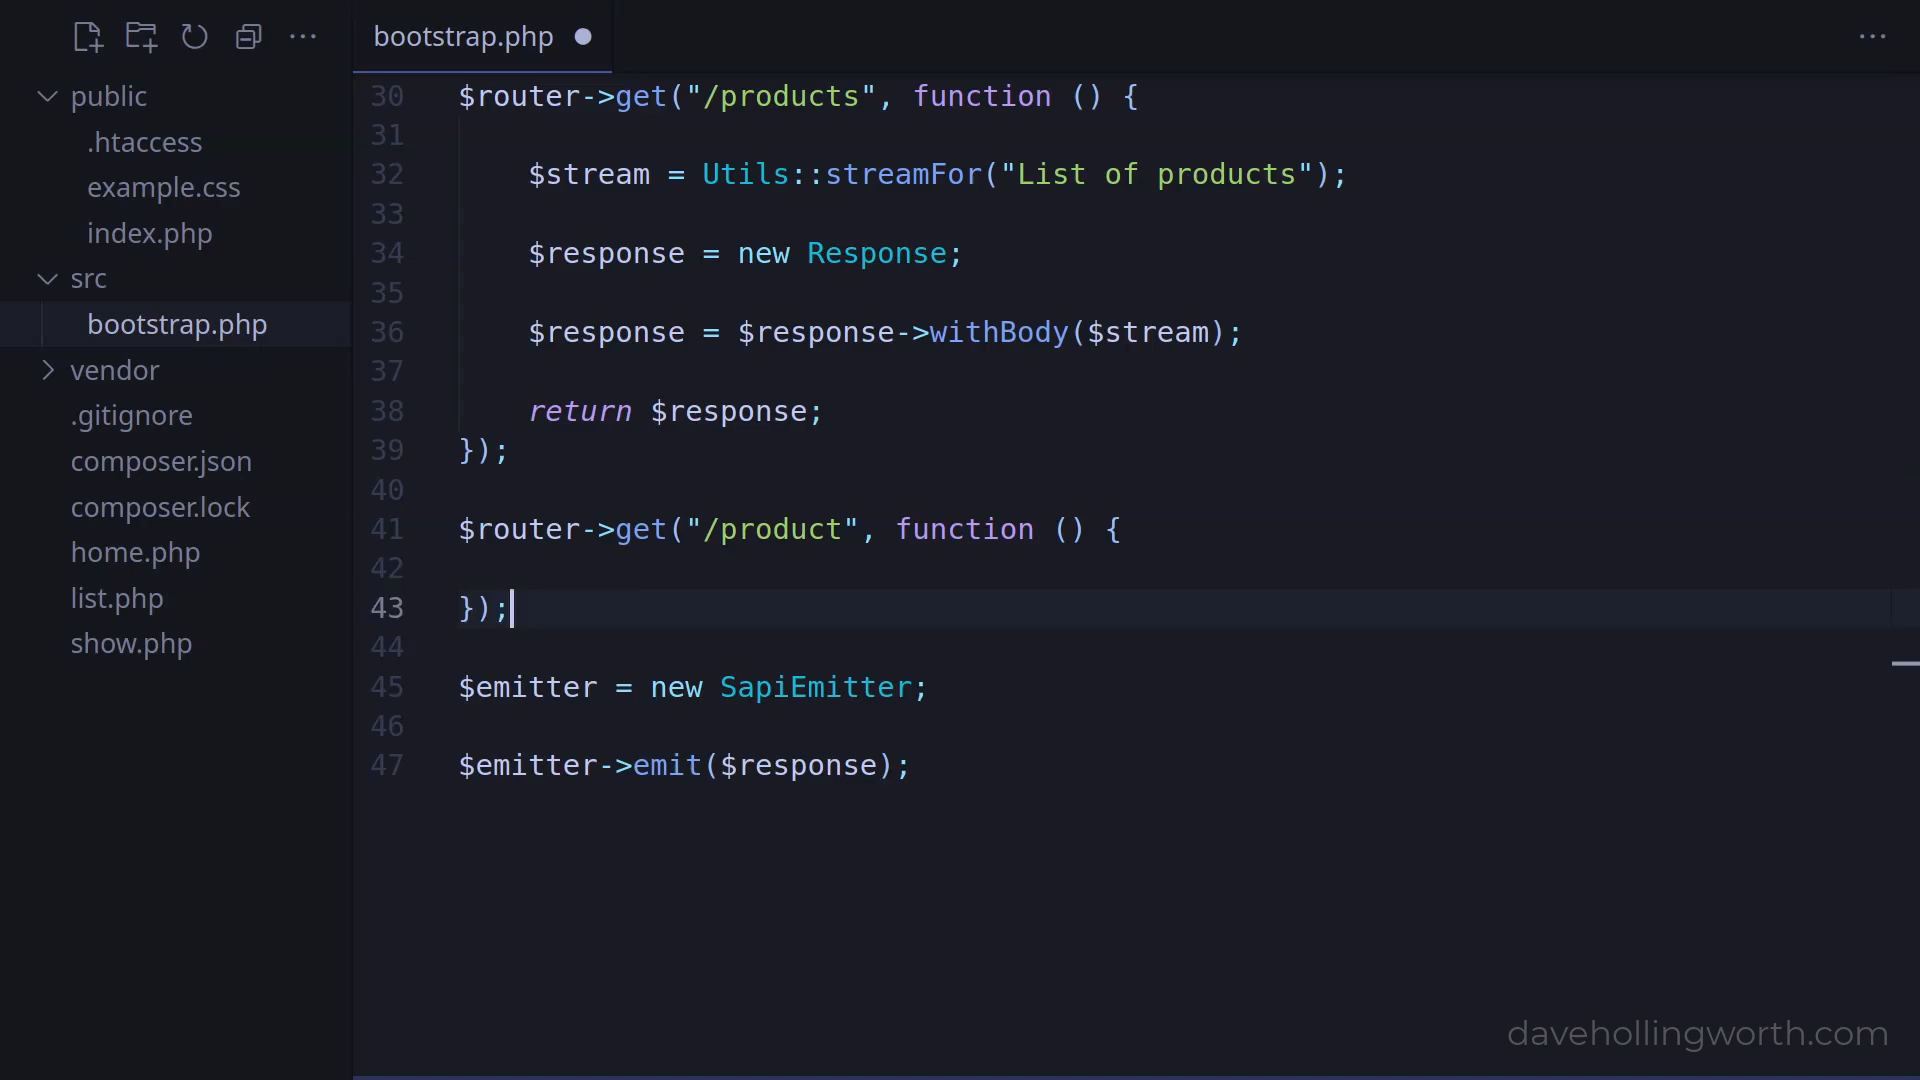 bootstrap.php
public
.htaccess
example.css
index.php
src
bootstrap.php
vendor
.gitignore
composer.json
composer.lock
home.php
list.php
show.php
30 $router->get("/products", function () {
31
32 $stream = Utils::streamFor("List of products");
33
34 $response = new Response;
35
36 $response = $response->withBody($stream);
37
38 return $response;
39 });
40
41 $router->get("/product", function () {
42
43 });
44
45 $emitter = new SapiEmitter;
46
47 $emitter->emit($response);
davehollingworth.com